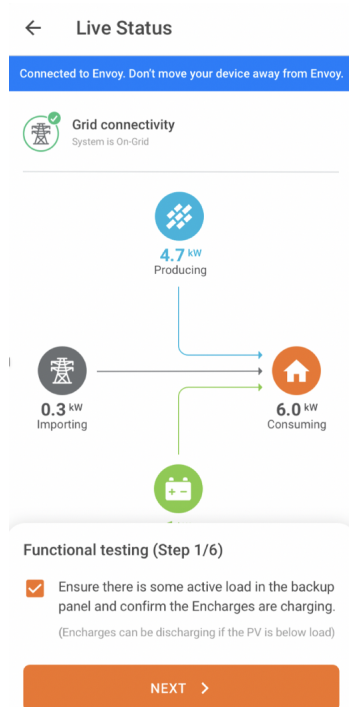 Live Status
Connected to Envoy. Don't move your device away from Envoy.
Grid connectivity
System is On-Grid
4.7 kW
Producing
0.3 kW
Importing
6.0 kW
Consuming
Functional testing (Step 1/6)
Ensure there is some active load in the backup
panel and confirm the Encharges are charging.
(Encharges can be discharging if the PV is below load)
NEXT